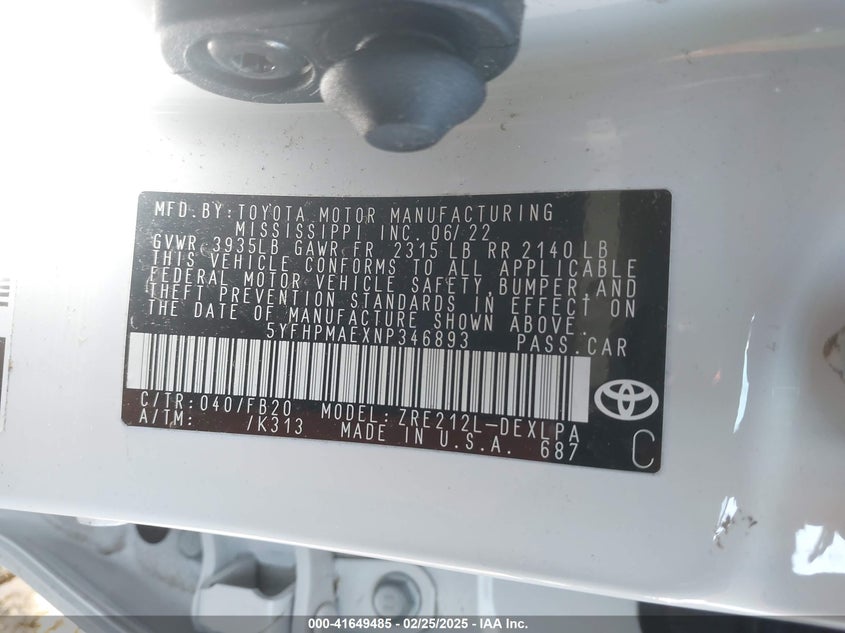 MFD. BY: TOYOTA MOTOR MANUFACTURING
MISSISSIPPI INC. 06/22
GVWR 3935LB GAWR FR 2315 LB RR 2140 LB
THIS VEHICLE CONFORMS TO ALL APPLICABLE
FEDERAL MOTOR VEHICLE SAFETY, BUMPER, AND
THEFT PREVENTION STANDARDS IN EFFECT ON
THE DATE OF MANUFACTURE SHOWN ABOVE.
5YFHPMAEXNP346893 PASS. CAR
C/TR: 040/FB20 MODEL: ZRE212L-DEXLPA
A/TM: /K313 MADE IN U.S.A. 687
C
000-41649485 - 02/25/2025 - IAA Inc.